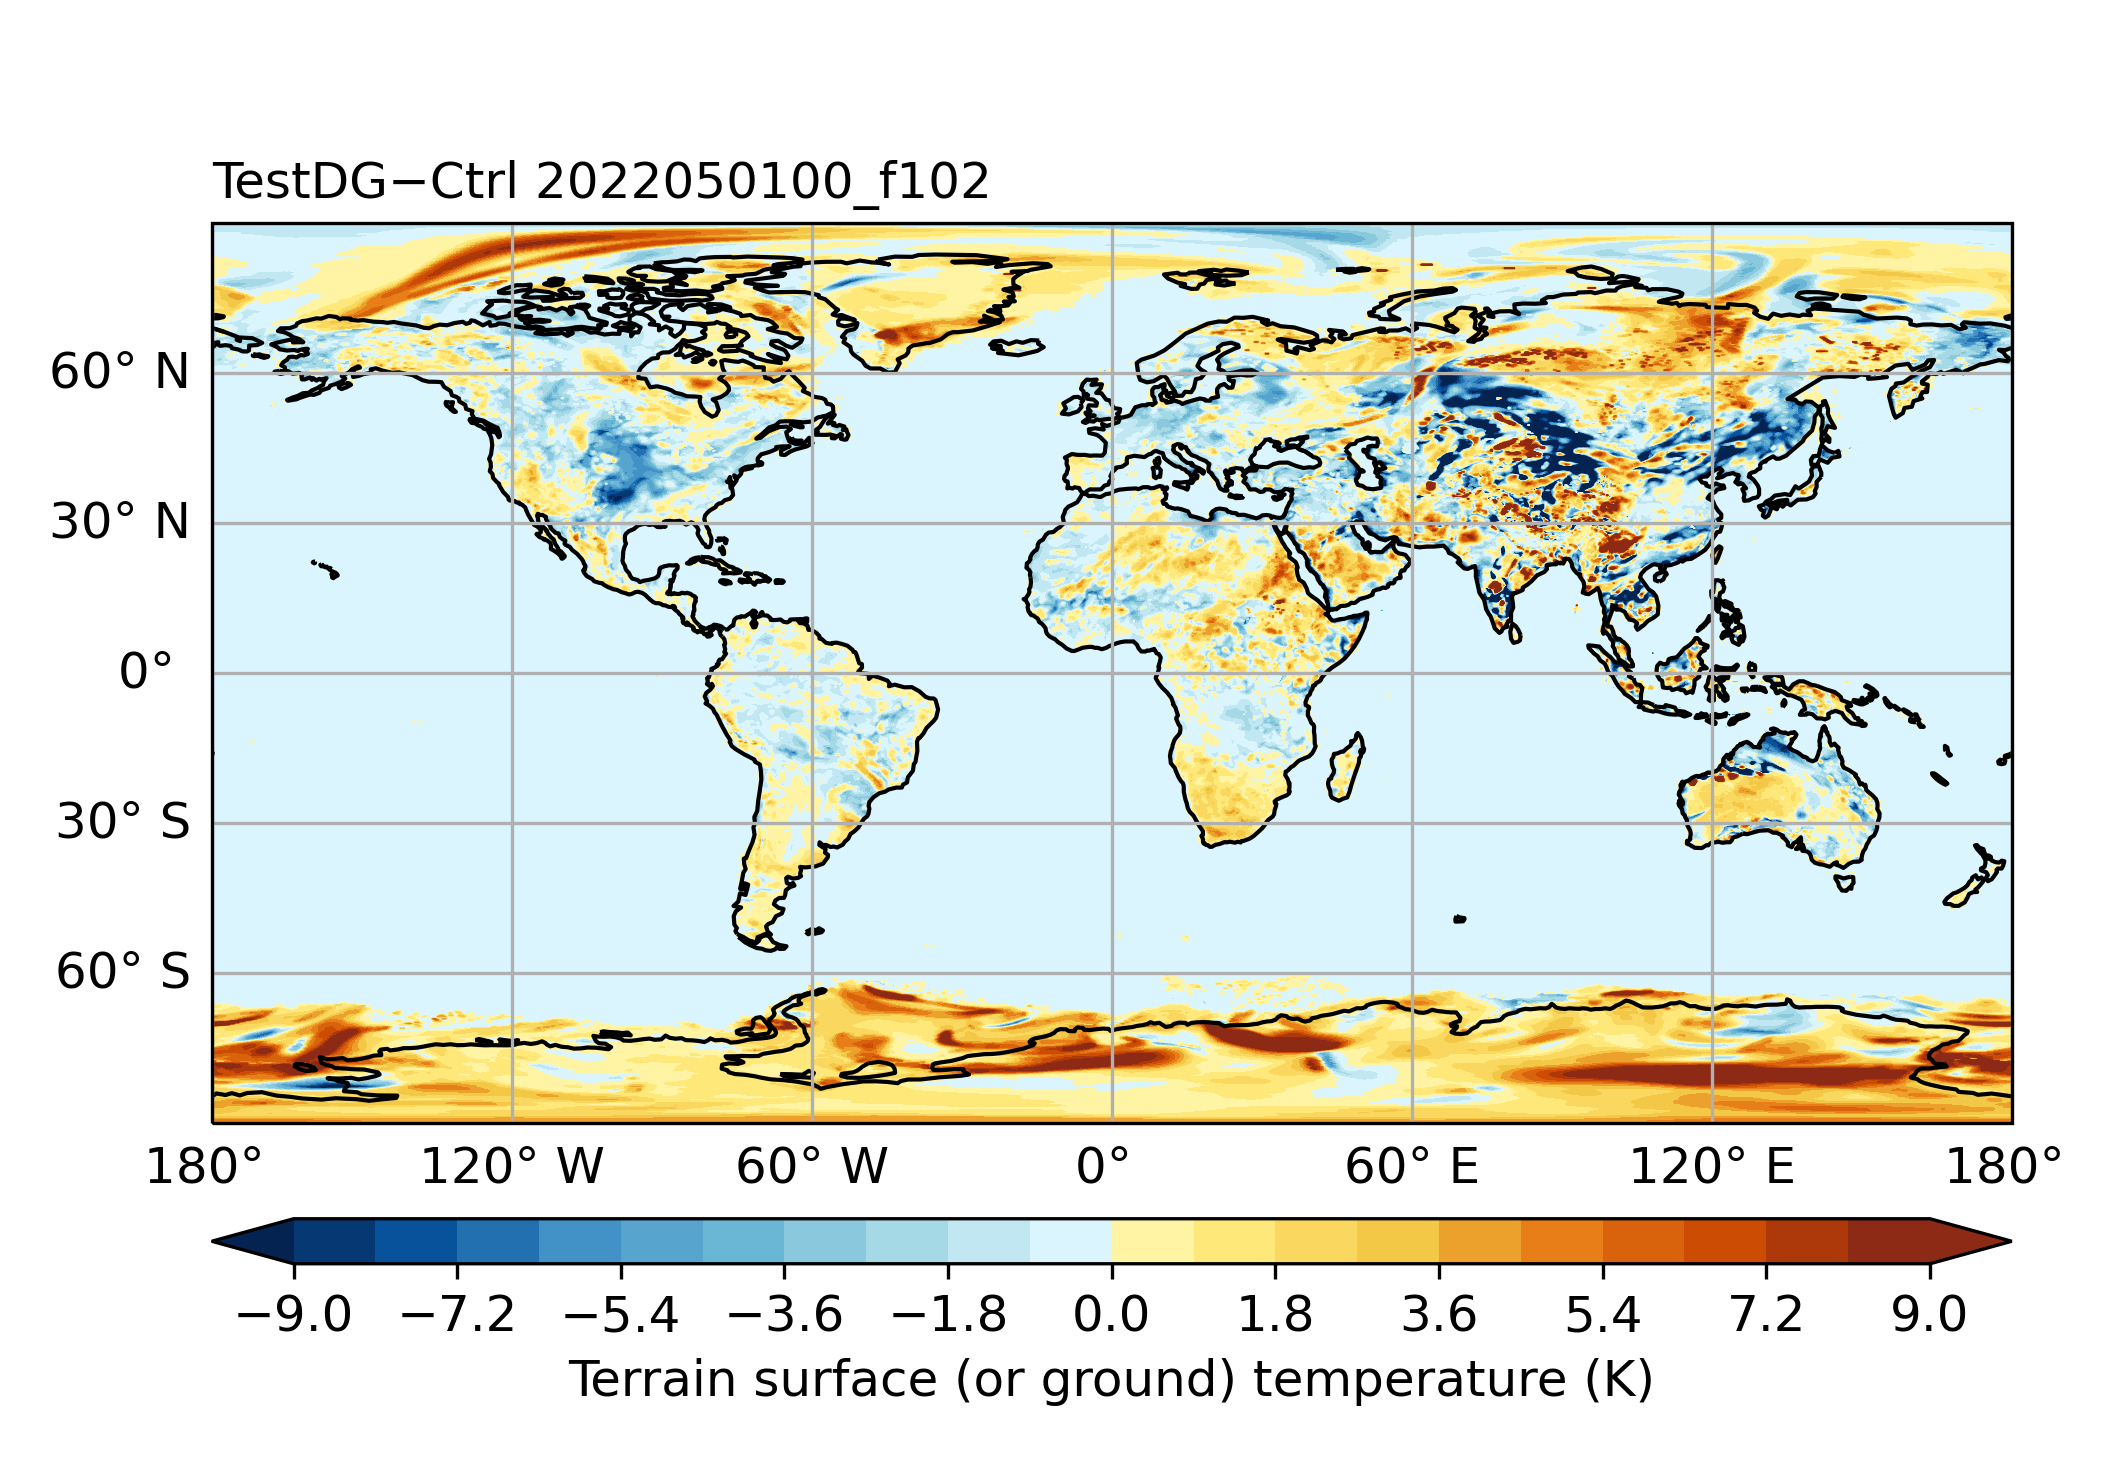 TestDG−Ctrl 2022050100_f102
60° N
30° N
0°
30° S
60° S
180° 120° W 60° W 0° 60° E 120° E 180°
−9.0 −7.2 −5.4 −3.6 −1.8 0.0 1.8 3.6 5.4 7.2 9.0
Terrain surface (or ground) temperature (K)